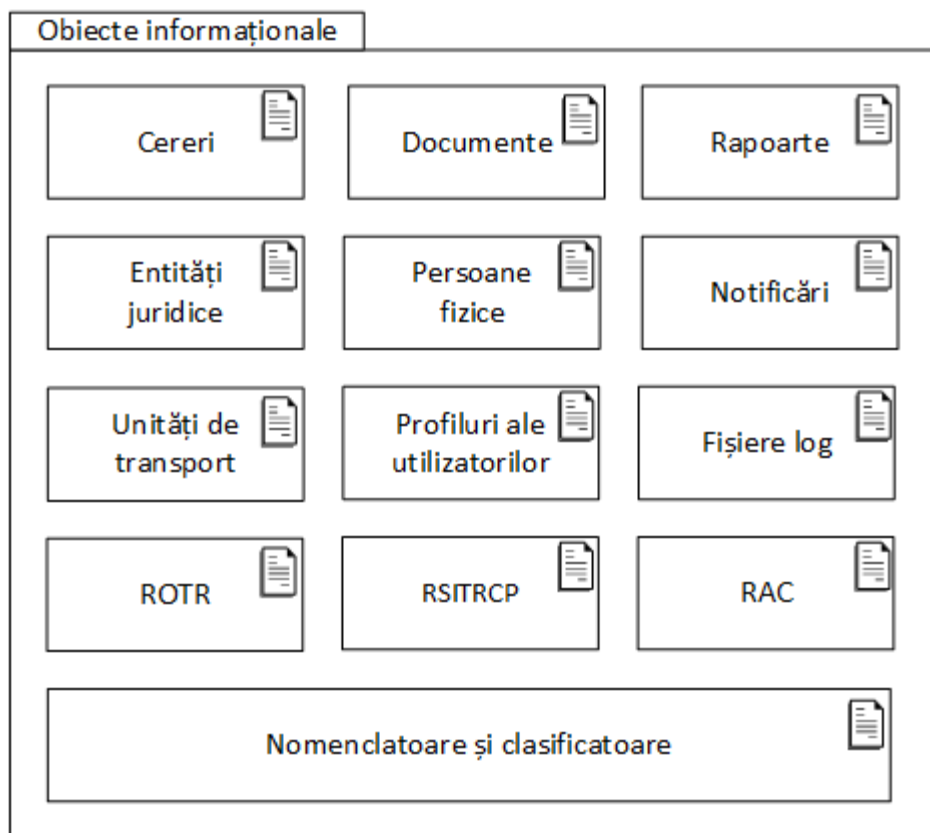 Obiecte informaționale
Cereri
Documente
Rapoarte
Entități
juridice
Persoane
fizice
Notificări
Unități de
transport
Profiluri ale
utilizatorilor
Fișiere log
ROTR
RSITRCP
RAC
Nomenclatoare și clasificatoare